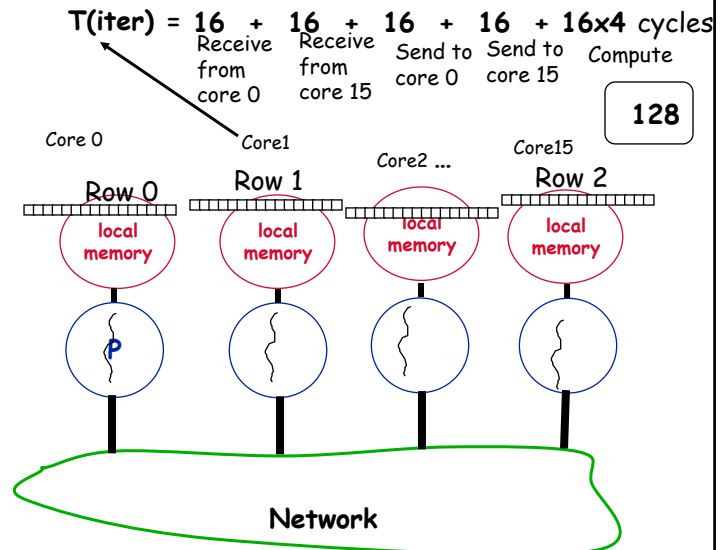 T(iter) = 16 + 16 + 16 + 16 + 16x4 cycles
Receive
from
core 0
Receive
from
core 15
Send to
core 0
Send to
core 15
Compute
128
Core 0
Core1
Core2 ...
Core15
Row 0
Row 1
Row 2
local
memory
local
memory
local
memory
local
memory
P
Network